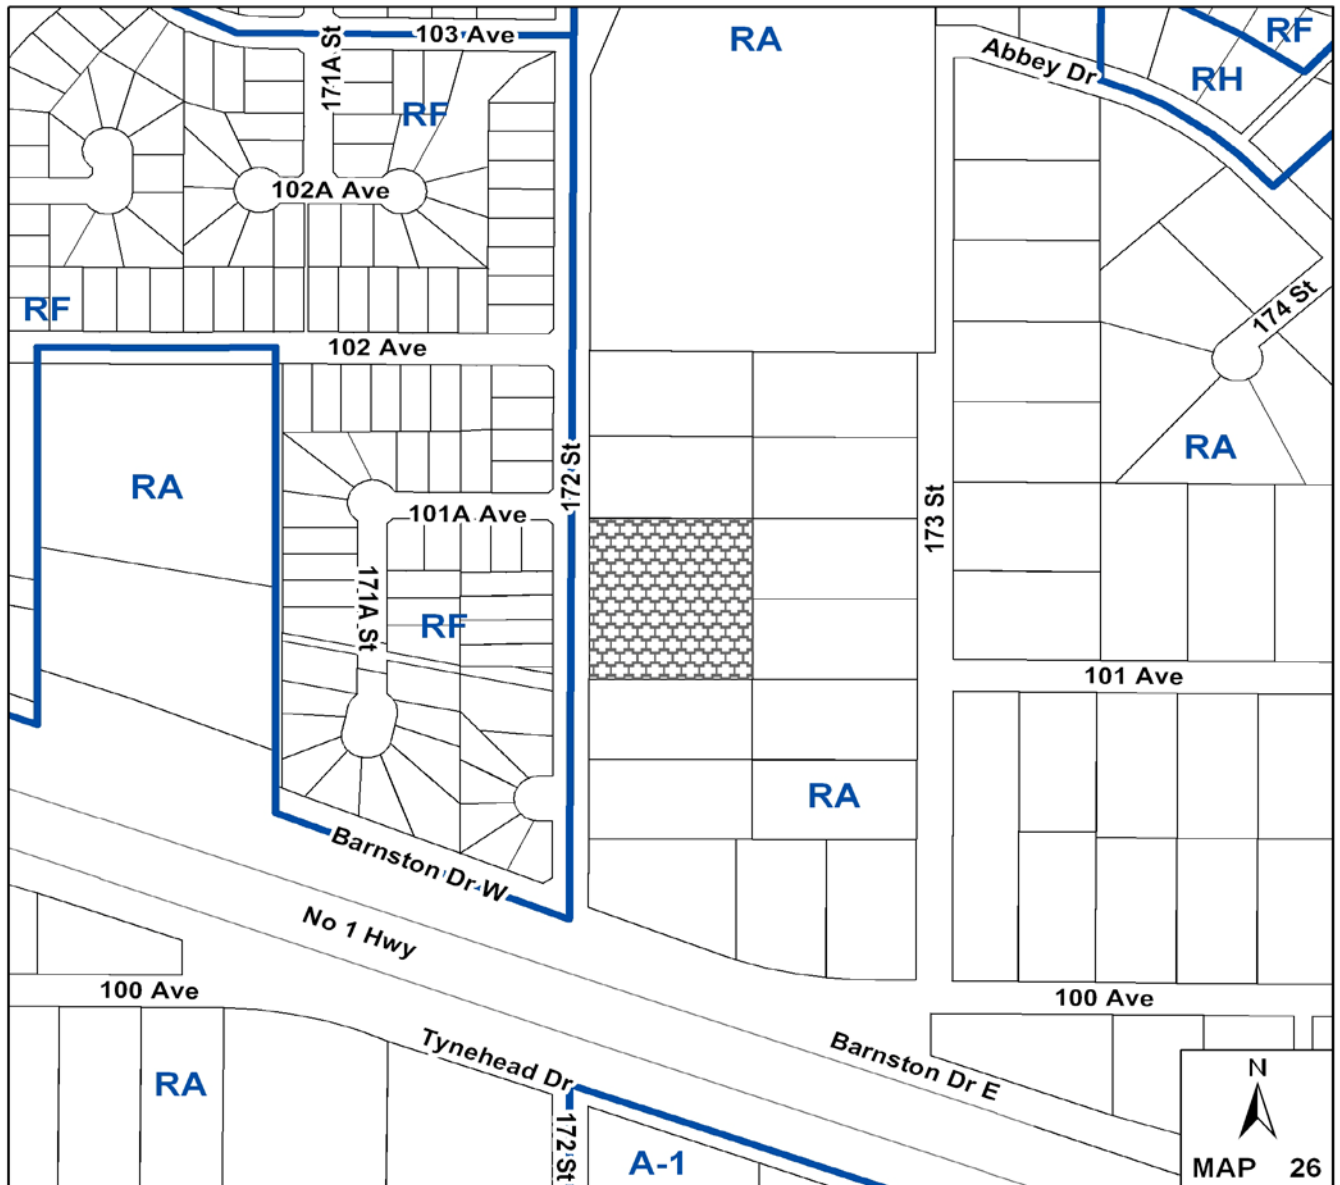 103 Ave
171A St
RA
RF
Abbey Dr
RH
RF
102A Ave
174 St
RF
102 Ave
RA
172 St
RA
101A Ave
173 St
171A St
RF
101 Ave
RA
Barnston Dr W
No 1 Hwy
100 Ave
100 Ave
Tynehead Dr
Barnston Dr E
RA
172 St
A-1
N
MAP 26